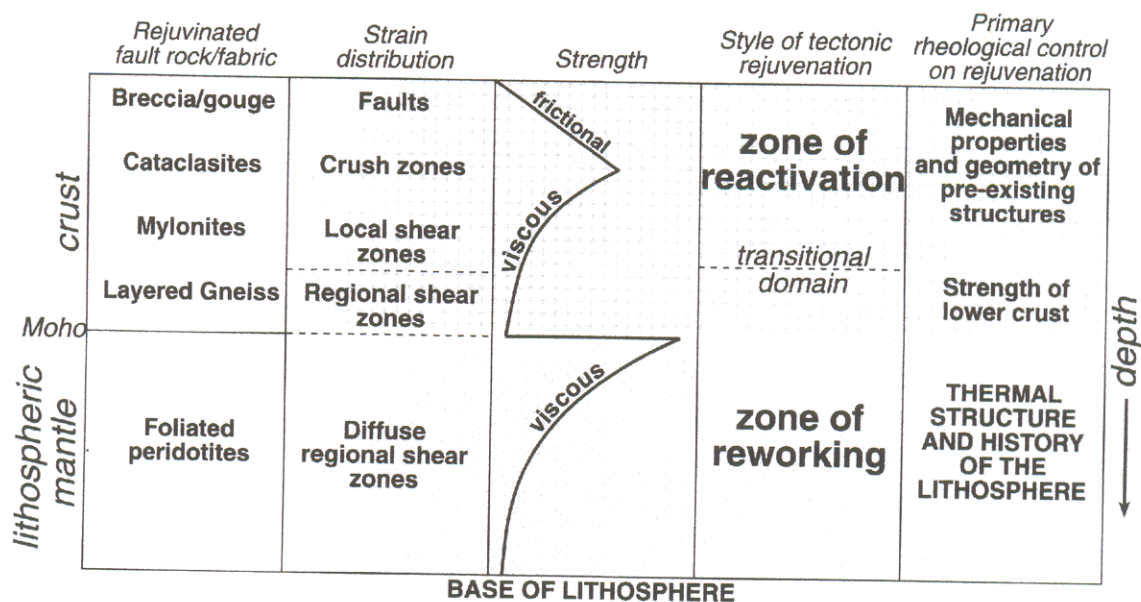 Rejuvinated
fault rock/fabric
Strain
distribution
Strength
Style of tectonic
rejuvenation
Primary
rheological control
on rejuvenation
crust
Breccia/gouge
Cataclasites
Mylonites
Layered Gneiss
Moho
lithospheric
mantle
Foliated
peridotites
Faults
Crush zones
Local shear
zones
Regional shear
zones
Diffuse
regional shear
zones
frictional
viscous
viscous
zone of
reactivation
transitional
domain
zone of
reworking
Mechanical
properties
and geometry of
pre-existing
structures
Strength of
lower crust
THERMAL
STRUCTURE
AND HISTORY
OF THE
LITHOSPHERE
depth
BASE OF LITHOSPHERE